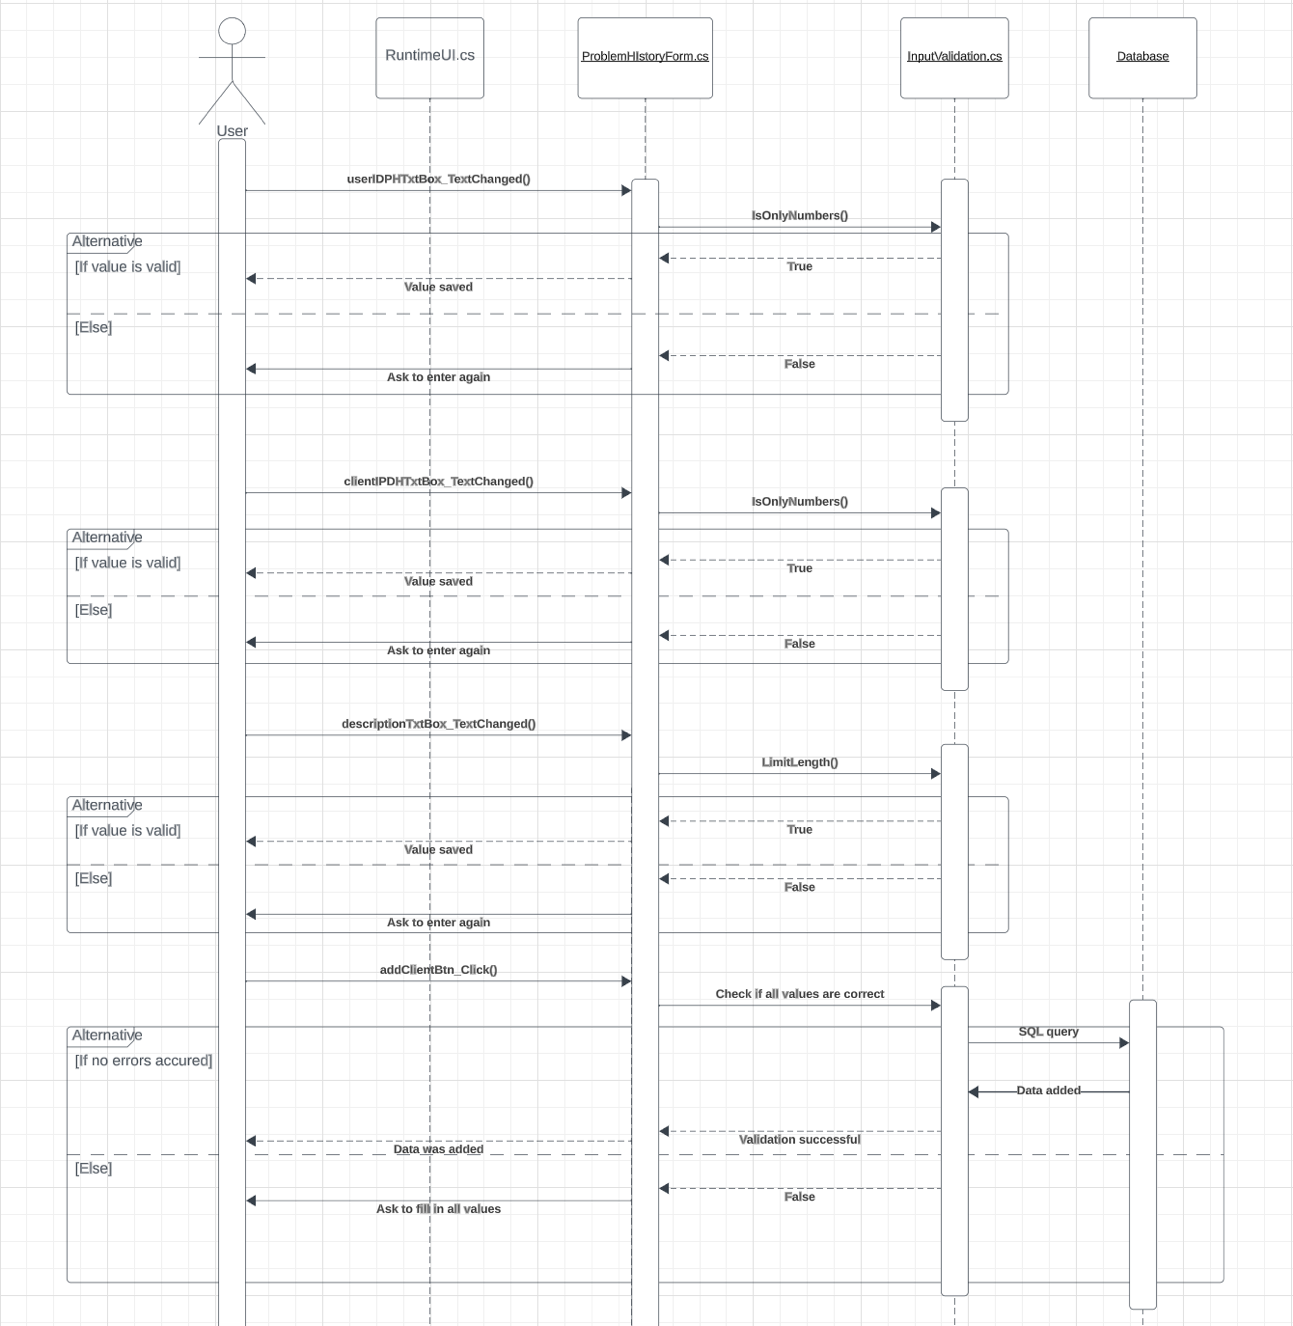 User
RuntimeUI.cs
ProblemHIstoryForm.cs
InputValidation.cs
Database
userIDPHTxtBox_TextChanged()
IsOnlyNumbers()
Alternative
[If value is valid]
True
Value saved
[Else]
False
Ask to enter again
clientIPDHTxtBox_TextChanged()
IsOnlyNumbers()
Alternative
[If value is valid]
True
Value saved
[Else]
False
Ask to enter again
descriptionTxtBox_TextChanged()
LimitLength()
Alternative
[If value is valid]
True
Value saved
[Else]
False
Ask to enter again
addClientBtn_Click()
Check if all values are correct
Alternative
SQL query
[If no errors accured]
Data added
Validation successful
Data was added
[Else]
False
Ask to fill in all values